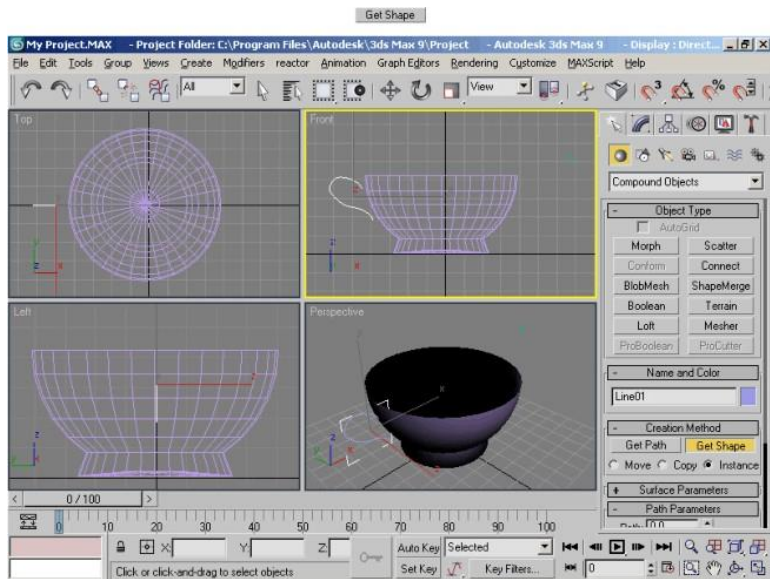 Get Shape
My Project.MAX - Project Folder: C:\Program Files\Autodesk\3ds Max 9\Project - Autodesk 3ds Max 9 - Display : Direct...
File Edit Tools Group Views Create Modifiers reactor Animation Graph Editors Rendering Customize MAXScript Help
All View
Top Front
Compound Objects
Object Type
AutoGrid
Morph Scatter
Conform Connect
BlobMesh ShapeMerge
Boolean Terrain
Left Perspective
Loft Mesher
ProBoolean ProCutter
Name and Color
Line01
Creation Method
Get Path Get Shape
Move Copy Instance
Surface Parameters
Path Parameters
0 / 100
0 10 20 30 40 50 60 70 80 90 100
X: Y: Z: Auto Key Selected
Click or click-and-drag to select objects Set Key Key Filters... 0